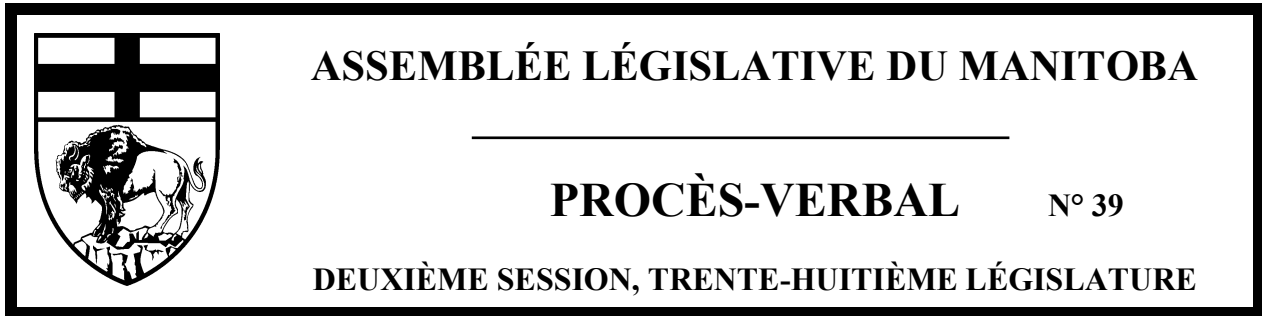 ASSEMBLÉE LÉGISLATIVE DU MANITOBA
PROCÈS-VERBAL N° 39
DEUXIÈME SESSION, TRENTE-HUITIÈME LÉGISLATURE